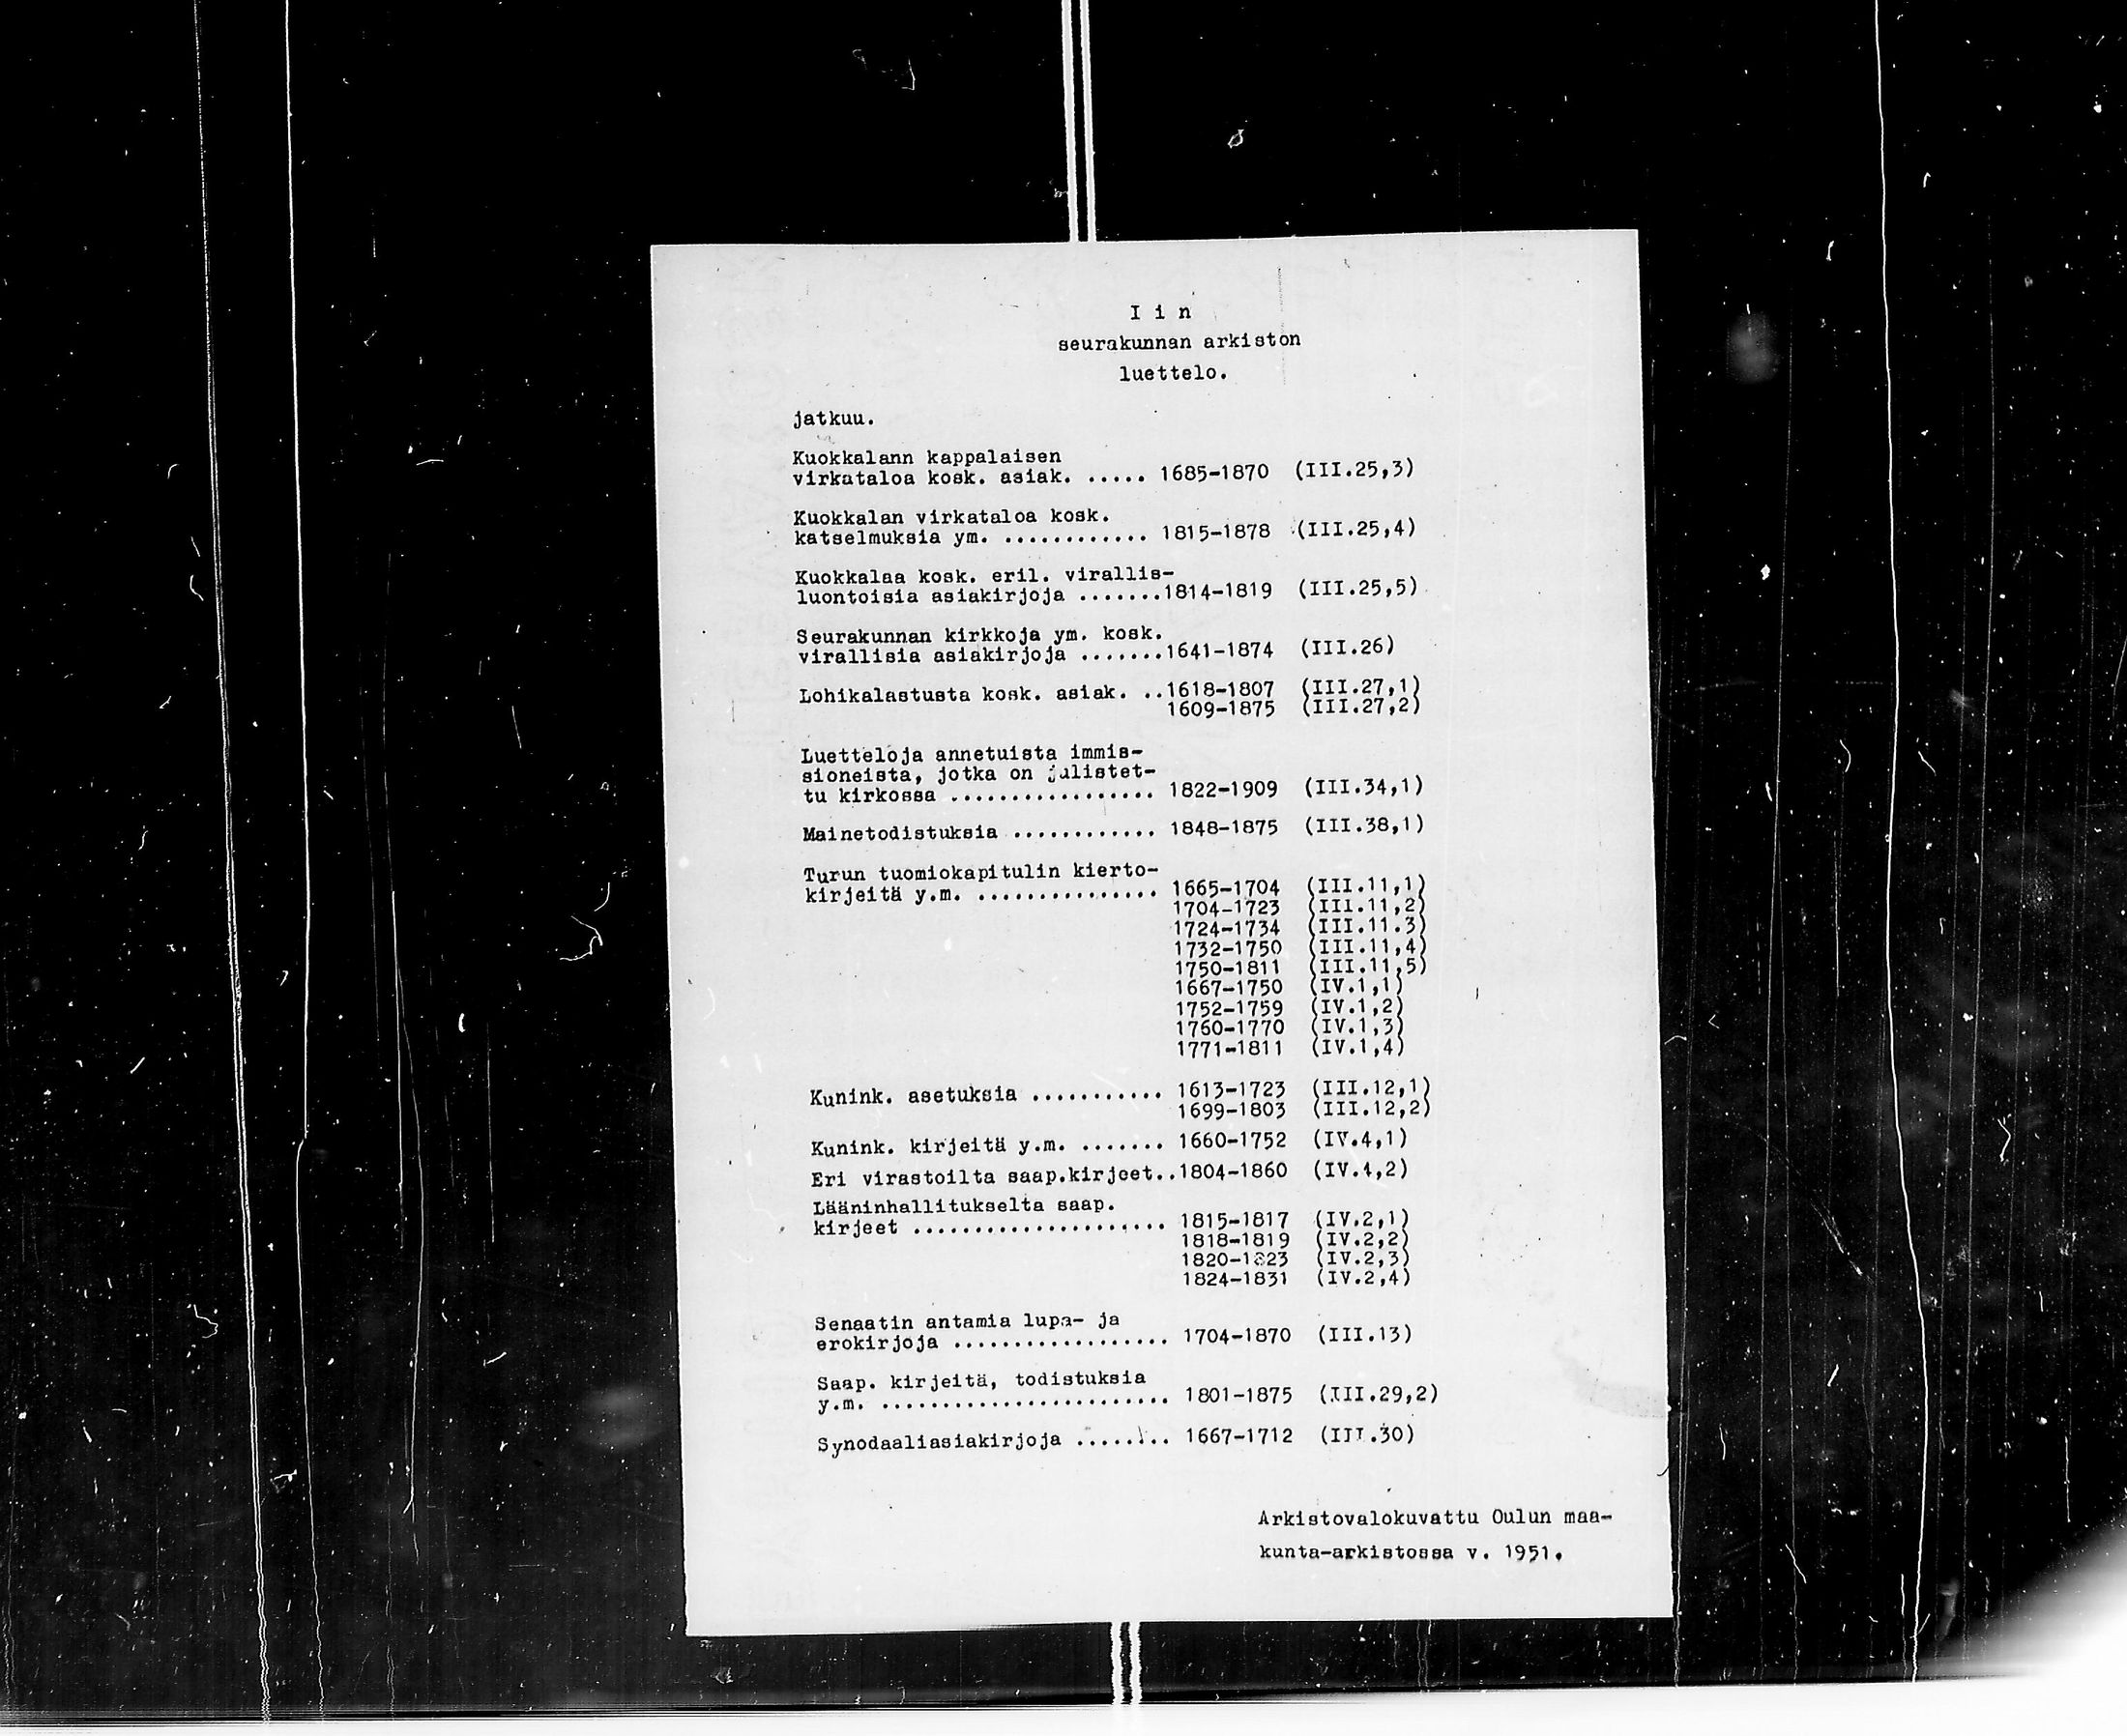 I i n
seurakunnan arkiston
luettelo.
jatkuu.
Kuokkalann kappalaisen
virkataloa kosk. asiak. ..... 1685-1870 (III.25,3)
Kuokkalan virkataloa kosk.
katselmuksia ym. ............ 1815-1878 (III.25,4)
Kuokkalaa kosk. eril. virallis-
luontoisia asiakirjoja .......1814-1819 (III.25,5)
Seurakunnan kirkkoja ym. kosk.
virallisia asiakirjoja .......1641-1874 (III.26)
Lohikalastusta kosk. asiak. ..1618-1807 (III.27,1)
1609-1875 (III.27,2)
Luetteloja annetuista immis-
sioneista, jotka on julistet-
tu kirkossa ................. 1822-1909 (III.34,1)
Mainetodistuksia ............ 1848-1875 (III.38,1)
Turun tuomiokapitulin kierto-
kirjeitä y.m. ............... 1665-1704 (III.11,1)
1704-1723 (III.11,2)
1724-1734 (III.11.3)
1732-1750 (III.11,4)
1750-1811 (III.11,5)
1667-1750 (IV.1,1)
1752-1759 (IV.1,2)
1760-1770 (IV.1,3)
1771-1811 (IV.1,4)
Kunink. asetuksia ........... 1613-1723 (III.12,1)
1699-1803 (III.12,2)
Kunink. kirjeitä y.m. ....... 1660-1752 (IV.4,1)
Eri virastoilta saap.kirjeet..1804-1860 (IV.4,2)
Lääninhallitukselta saap.
kirjeet ..................... 1815-1817 (IV.2,1)
1818-1819 (IV.2,2)
1820-1823 (IV.2,3)
1824-1831 (IV.2,4)
Senaatin antamia lupa- ja
erokirjoja .................. 1704-1870 (III.13)
Saap. kirjeitä, todistuksia
y.m. ........................ 1801-1875 (III.29,2)
Synodaaliasiakirjoja ........ 1667-1712 (III.30)
Arkistovalokuvattu Oulun maa-
kunta-arkistossa v. 1951.